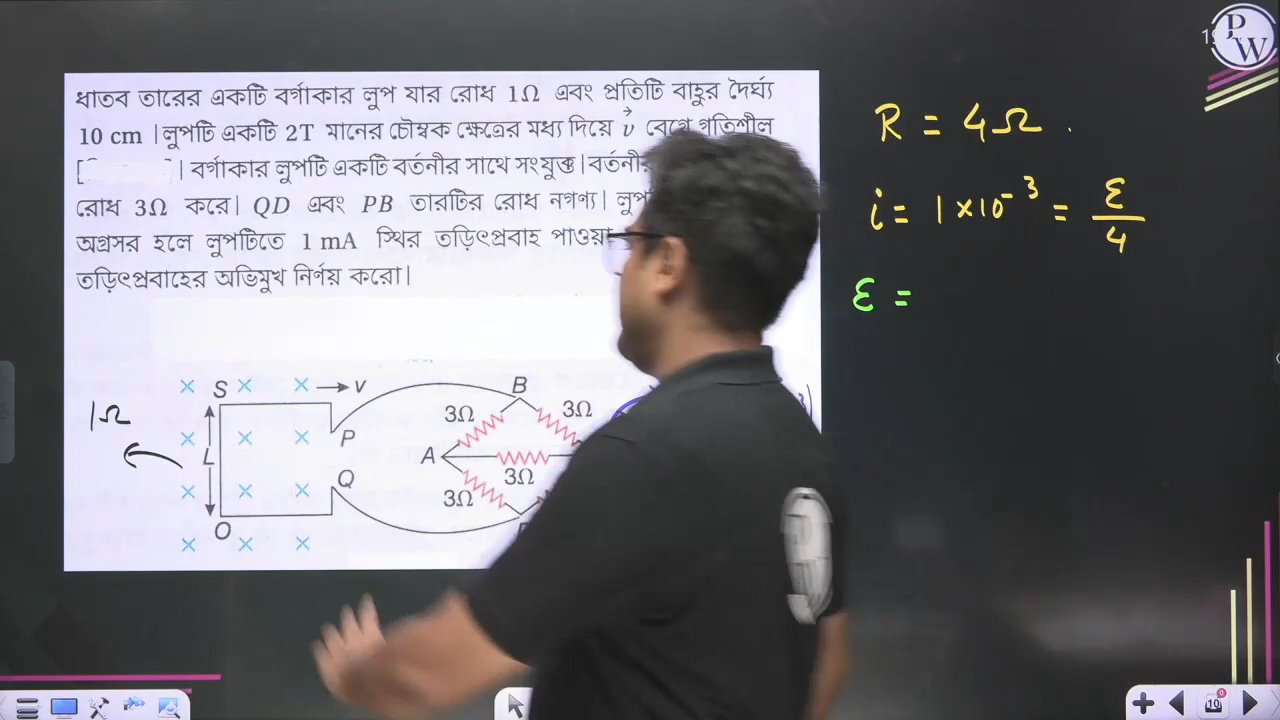 ধাতব তারের একটি বর্গাকার লুপ যার রোধ 1Ω এবং প্রতিটি বাহুর দৈর্ঘ্য
10 cm । লুপটি একটি 2T মানের চৌম্বক ক্ষেত্রের মধ্য দিয়ে v⃗ বেগে গতিশীল
[ ] । বর্গাকার লুপটি একটি বর্তনীর সাথে সংযুক্ত। বর্তনীর
রোধ 3Ω করে। QD এবং PB তারটির রোধ নগণ্য। লুপ
অগ্রসর হলে লুপটিতে 1 mA স্থির তড়িৎপ্রবাহ পাওয়া
তড়িৎপ্রবাহের অভিমুখ নির্ণয় করো।
R = 4Ω .
i = 1×10⁻³ = ε/4
ε =
1Ω
S
v
L
P
Q
O
B
3Ω
3Ω
A
3Ω
3Ω
PW
10